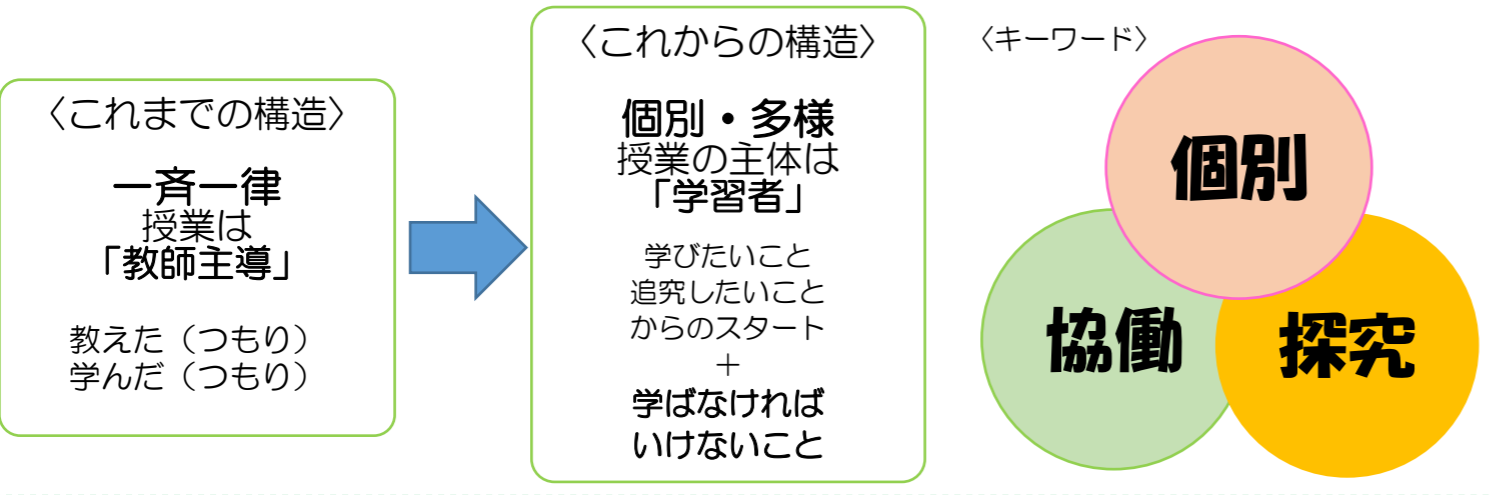 〈これまでの構造〉
一斉一律
授業は
「教師主導」
教えた（つもり）
学んだ（つもり）
〈これからの構造〉
個別・多様
授業の主体は
「学習者」
学びたいこと
追究したいこと
からのスタート
＋
学ばなければ
いけないこと
〈キーワード〉
個別
協働
探究